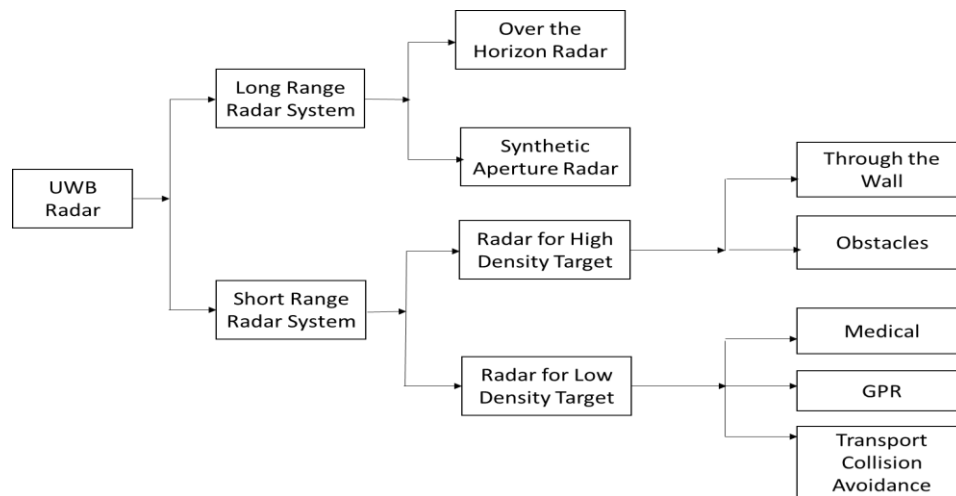 Over the
Horizon Radar
Long Range
Radar System
Synthetic
Aperture Radar
Through the
Wall
UWB
Radar
Radar for High
Density Target
Obstacles
Short Range
Radar System
Medical
Radar for Low
Density Target
GPR
Transport
Collision
Avoidance